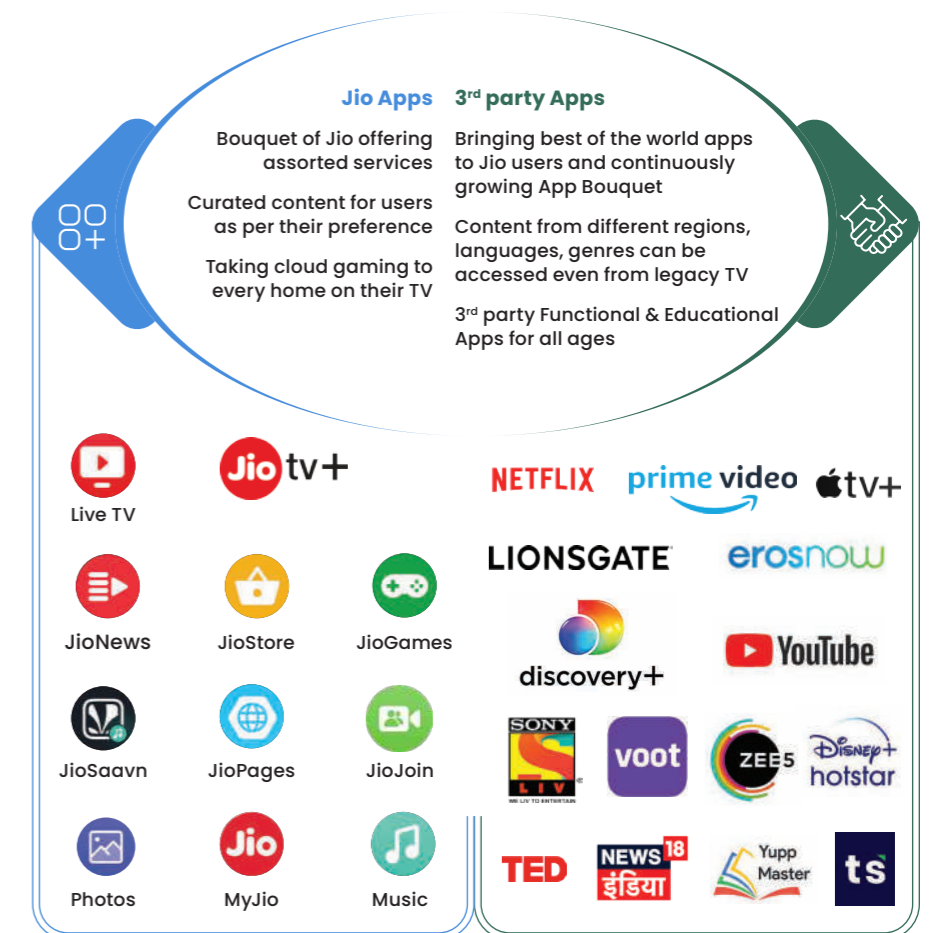 Jio Apps
Bouquet of Jio offering
assorted services
Curated content for users
as per their preference
Taking cloud gaming to
every home on their TV
3rd party Apps
Bringing best of the world apps
to Jio users and continuously
growing App Bouquet
Content from different regions,
languages, genres can be
accessed even from legacy TV
3rd party Functional & Educational
Apps for all ages
Live TV
Jio tv+
JioNews
JioStore
JioGames
JioSaavn
JioPages
JioJoin
Photos
Jio
MyJio
Music
NETFLIX
prime video
tv+
LIONSGATE
erosnow
discovery+
YouTube
SONY
LIV
WE LIV TO ENTERTAIN
voot
ZEE5
Disney+
hotstar
TED
NEWS 18
इंडिया
Yupp
Master
ts